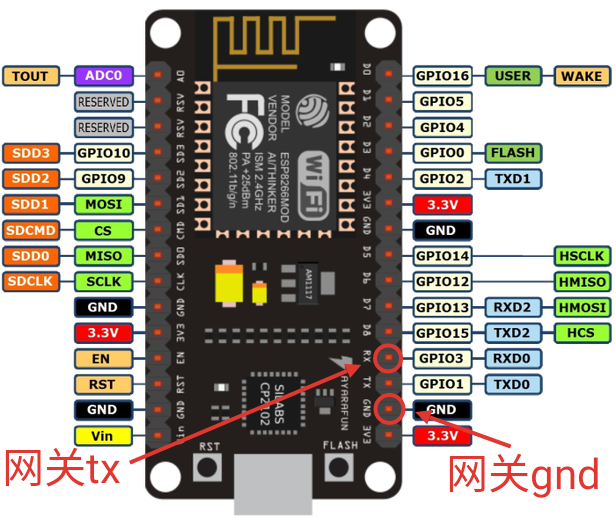 TOUT ADC0
RESERVED
RESERVED
SDD3 GPIO10
SDD2 GPIO9
SDD1 MOSI
SDCMD CS
SDD0 MISO
SDCLK SCLK
GND
3.3V
EN
RST
GND
Vin
A0
RSV
RSV
SD3
SD2
SD1
CMD
SD0
CLK
GND
3V3
EN
RST
GND
Vin
MODEL
VENDOR
ESP8266MOD
AI/THINKER
ISM 2.4GHz
PA +25dBm
802.11b/g/n
FC
Wi Fi
AM1117
SILABS
CP2102
AYARAFUN
RST
FLASH
D0
D1
D2
D3
D4
3V3
GND
D5
D6
D7
D8
RX
TX
GND
3V3
GPIO16 USER WAKE
GPIO5
GPIO4
GPIO0 FLASH
GPIO2 TXD1
3.3V
GND
GPIO14 HSCLK
GPIO12 HMISO
GPIO13 RXD2 HMOSI
GPIO15 TXD2 HCS
GPIO3 RXD0
GPIO1 TXD0
GND
3.3V
网关tx
网关gnd